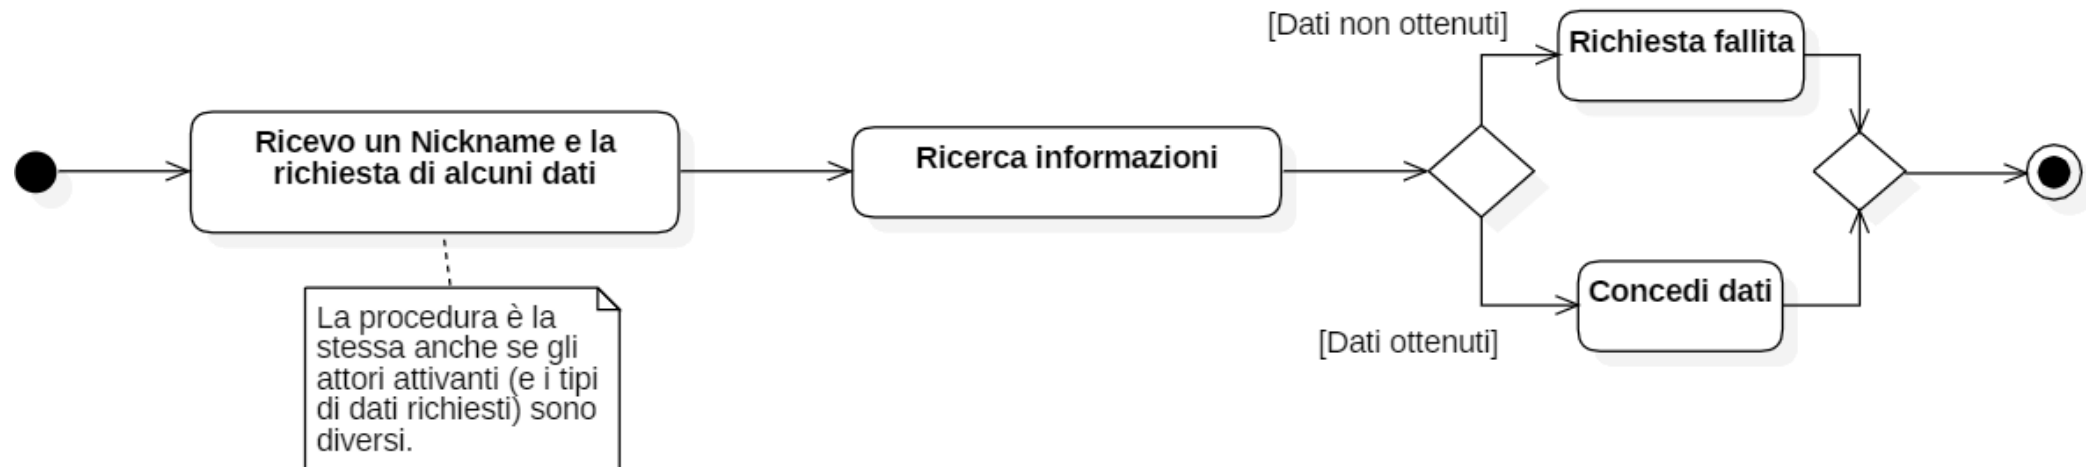 [Dati non ottenuti]
Richiesta fallita
Ricevo un Nickname e la
richiesta di alcuni dati
Ricerca informazioni
Concedi dati
[Dati ottenuti]
La procedura è la
stessa anche se gli
attori attivanti (e i tipi
di dati richiesti) sono
diversi.